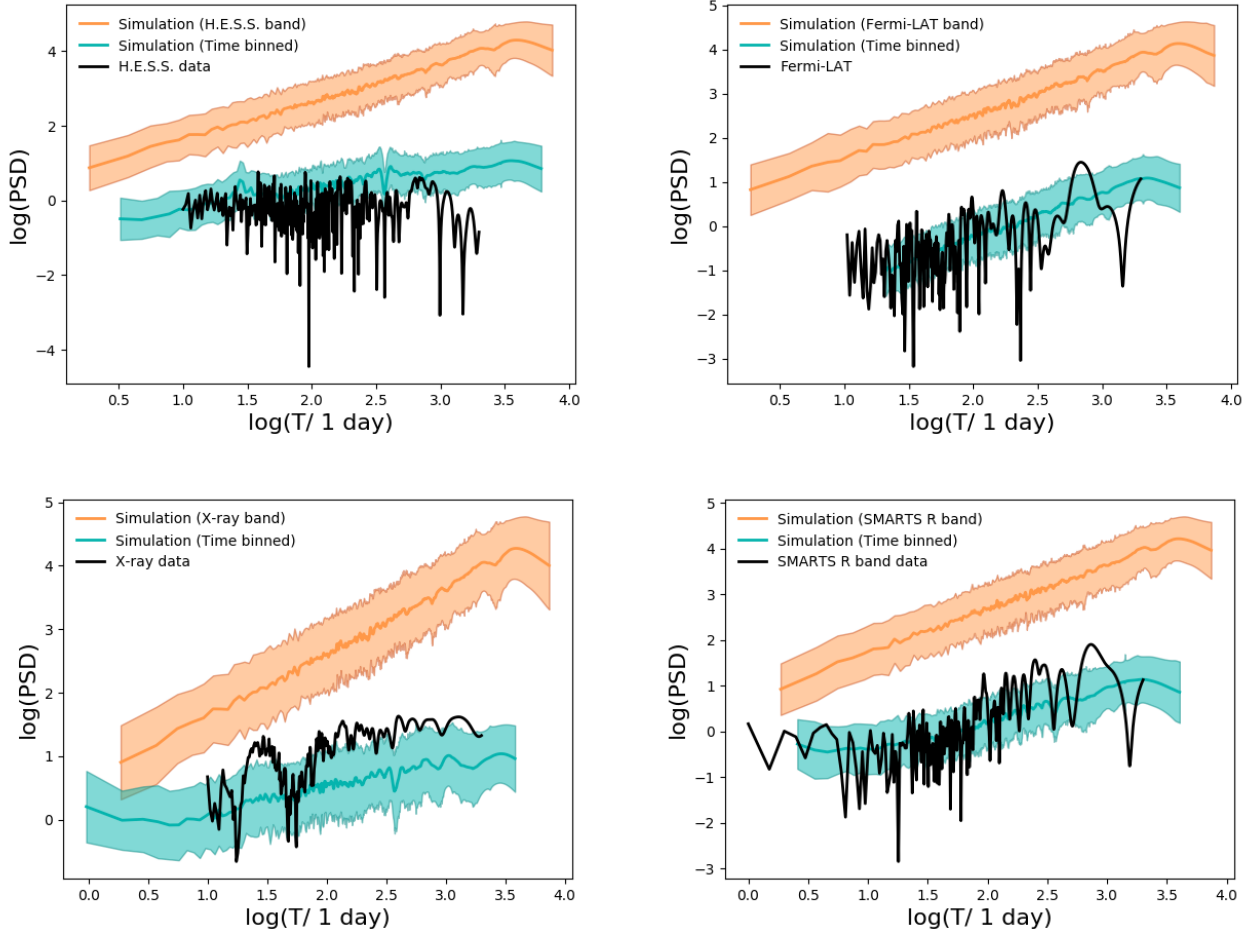 Simulation (H.E.S.S. band)
Simulation (Time binned)
H.E.S.S. data
4
2
0
−2
−4
log(PSD)
0.5 1.0 1.5 2.0 2.5 3.0 3.5 4.0
log(T/ 1 day)
Simulation (Fermi-LAT band)
Simulation (Time binned)
Fermi-LAT
5
4
3
2
1
0
−1
−2
−3
log(PSD)
0.5 1.0 1.5 2.0 2.5 3.0 3.5 4.0
log(T/ 1 day)
Simulation (X-ray band)
Simulation (Time binned)
X-ray data
5
4
3
2
1
0
log(PSD)
0.0 0.5 1.0 1.5 2.0 2.5 3.0 3.5 4.0
log(T/ 1 day)
Simulation (SMARTS R band)
Simulation (Time binned)
SMARTS R band data
5
4
3
2
1
0
−1
−2
−3
log(PSD)
0.0 0.5 1.0 1.5 2.0 2.5 3.0 3.5 4.0
log(T/ 1 day)